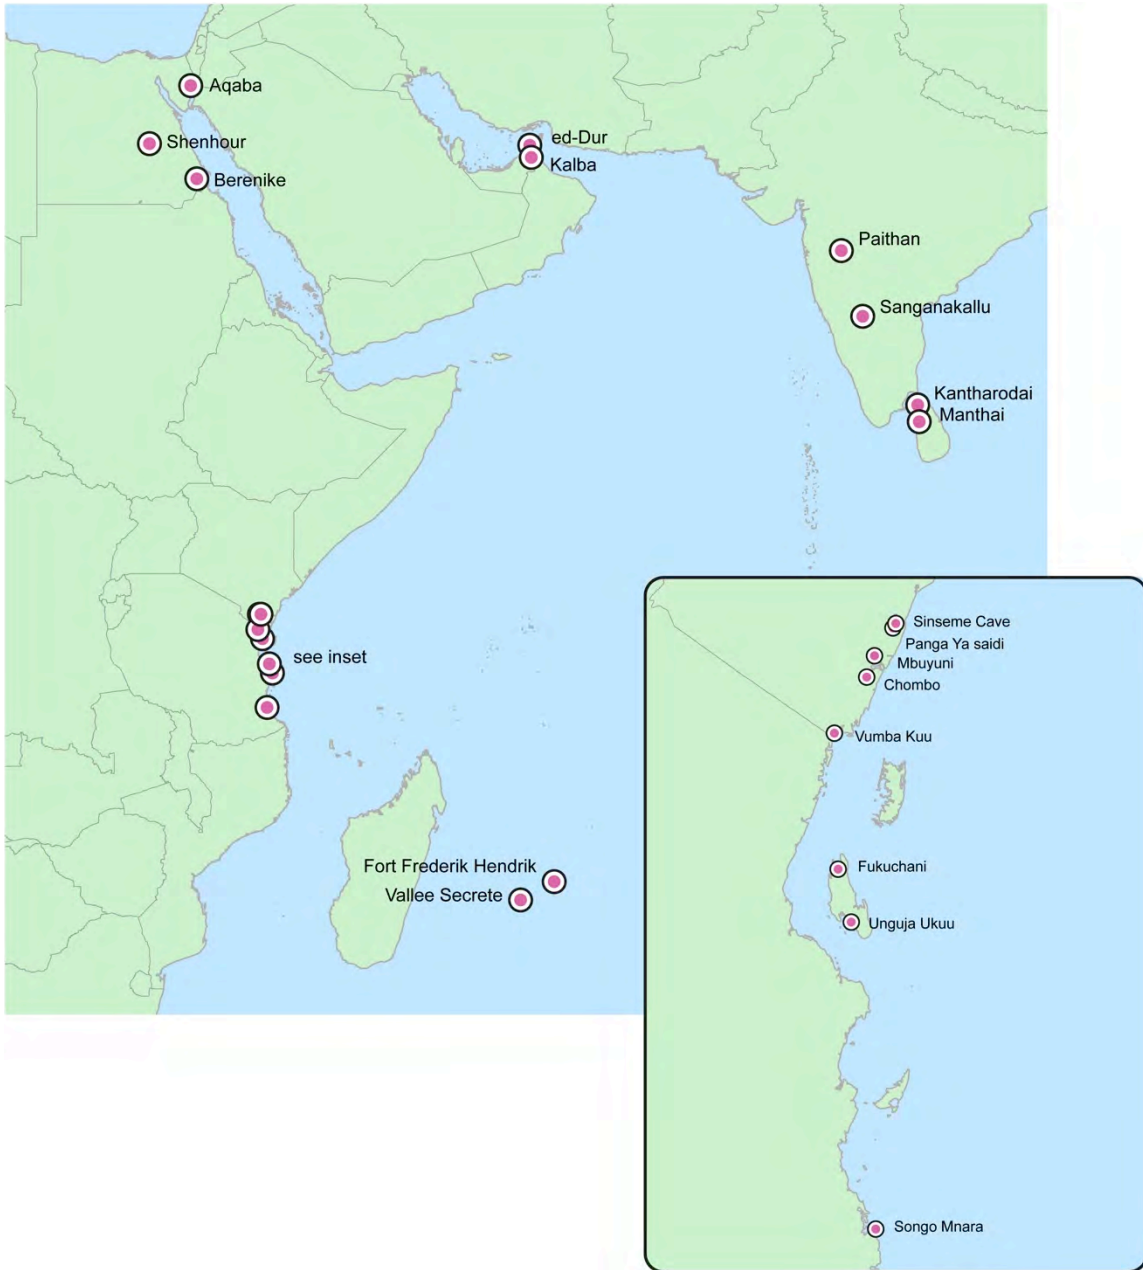 Aqaba
Shenhour
Berenike
ed-Dur
Kalba
Paithan
Sanganakallu
Kantharodai
Manthai
see inset
Fort Frederik Hendrik
Vallee Secrete
Sinseme Cave
Panga Ya saidi
Mbuyuni
Chombo
Vumba Kuu
Fukuchani
Unguja Ukuu
Songo Mnara